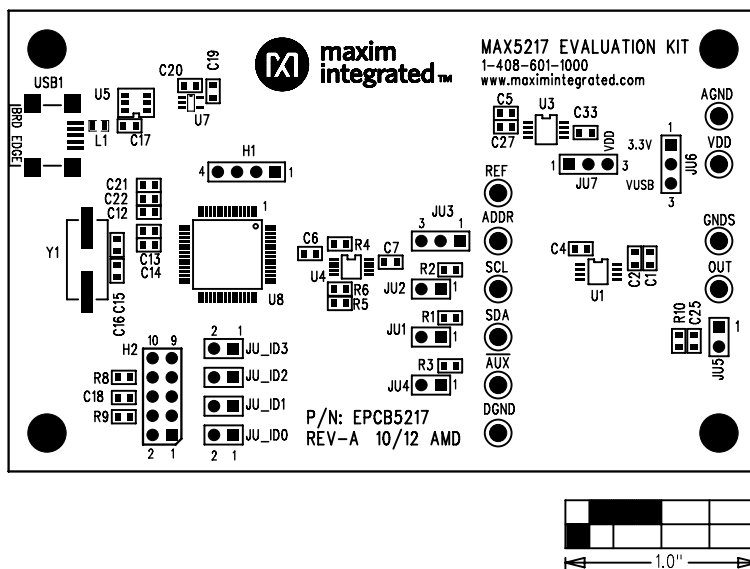 maxim
integrated™
MAX5217 EVALUATION KIT
1-408-601-1000
www.maximintegrated.com
USB1
BRD EDGE
L1
U5
C17
C20
C19
U7
H1
4
1
C21
C22
C12
C13
C14
Y1
C15
C16
1
U8
C6
R4
U4
C7
R6
R5
JU3
3
1
R2
JU2
1
R1
JU1
1
R3
JU4
1
REF
ADDR
SCL
SDA
AUX
DGND
C5
C27
U3
C33
VDD
1
3
JU7
1
3.3V
JU6
VUSB
3
AGND
VDD
GNDS
OUT
C4
U1
C2
C1
R10
C25
1
JU5
H2
10
9
2
1
R8
C18
R9
2
1
JU_ID3
JU_ID2
JU_ID1
JU_ID0
2
1
P/N: EPCB5217
REV-A 10/12 AMD
1.0"